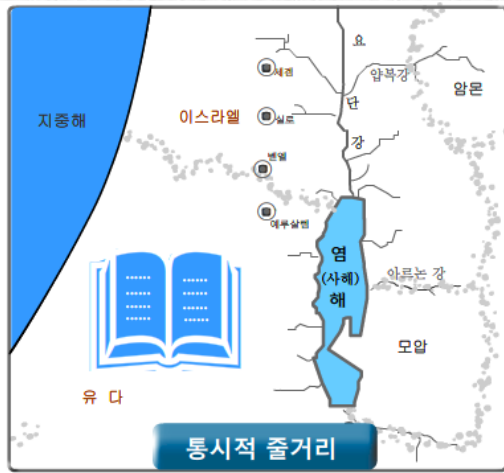 요
세겜
얍복강
암몬
지중해
이스라엘
실로
단
강
벧엘
예루살렘
염
(사해)
해
아르논 강
모압
유 다
통시적 줄거리